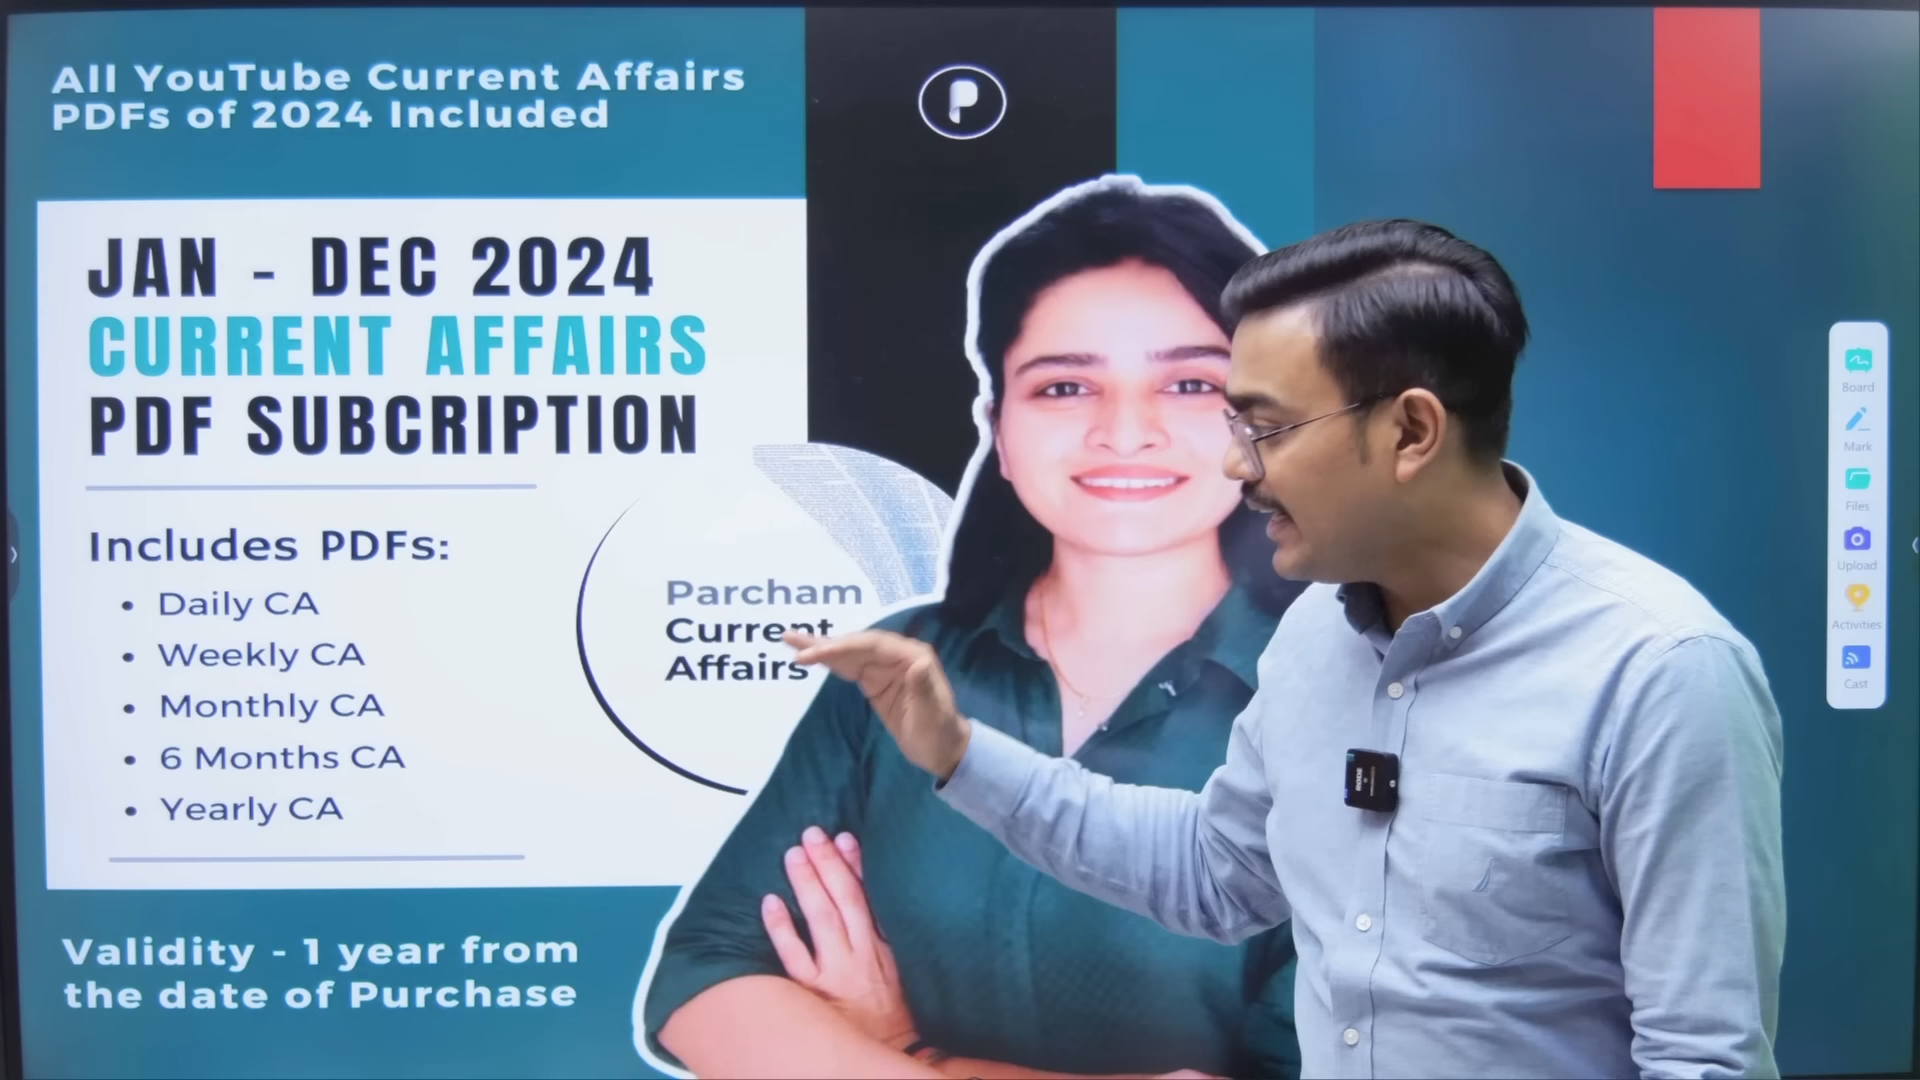 All YouTube Current Affairs
PDFs of 2024 Included
P
JAN - DEC 2024
CURRENT AFFAIRS
PDF SUBCRIPTION
Includes PDFs:
• Daily CA
• Weekly CA
• Monthly CA
• 6 Months CA
• Yearly CA
Parcham
Current
Affairs
Validity - 1 year from
the date of Purchase
Board
Mark
Files
Upload
Activities
Cast
RODE